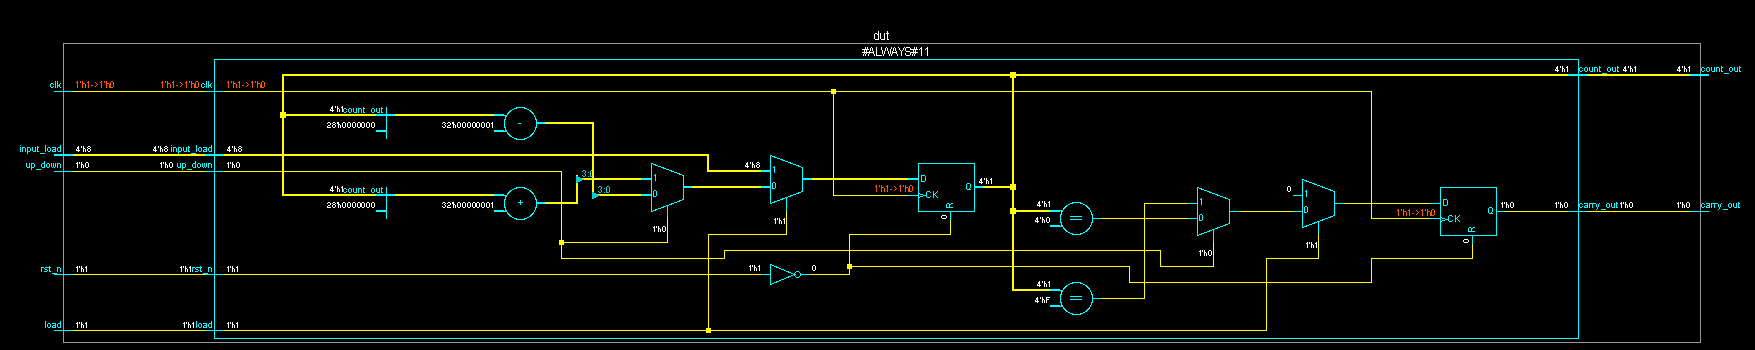 dut
#ALWAYS#11
4'h1 count_out 4'h1 count_out
clk 1'h1->1'h0 1'h1->1'h0 clk 1'h1->1'h0
4'h1 count_out
28'h0000000 32'h00000001 -
input_load 4'h8 4'h8 input_load 4'h8
up_down 1'h0 1'h0 up_down 1'h0
4'h8 1
3:0 1 0 D Q 4'h1
3:0 0 1'h1->1'h0 CK
R
0
4'h1 count_out
28'h0000000 32'h00000001 +
1'h0
1'h1
4'h1
4'h0 =
1
0
1'h0
0 1
0
1'h1
D Q 1'h0 carry_out 1'h0 carry_out
1'h0
1'h1->1'h0 CK
R
0
rst_n 1'h1 1'h1 rst_n 1'h1
1'h1 0
4'h1
4'hF =
load 1'h1 1'h1 load 1'h1